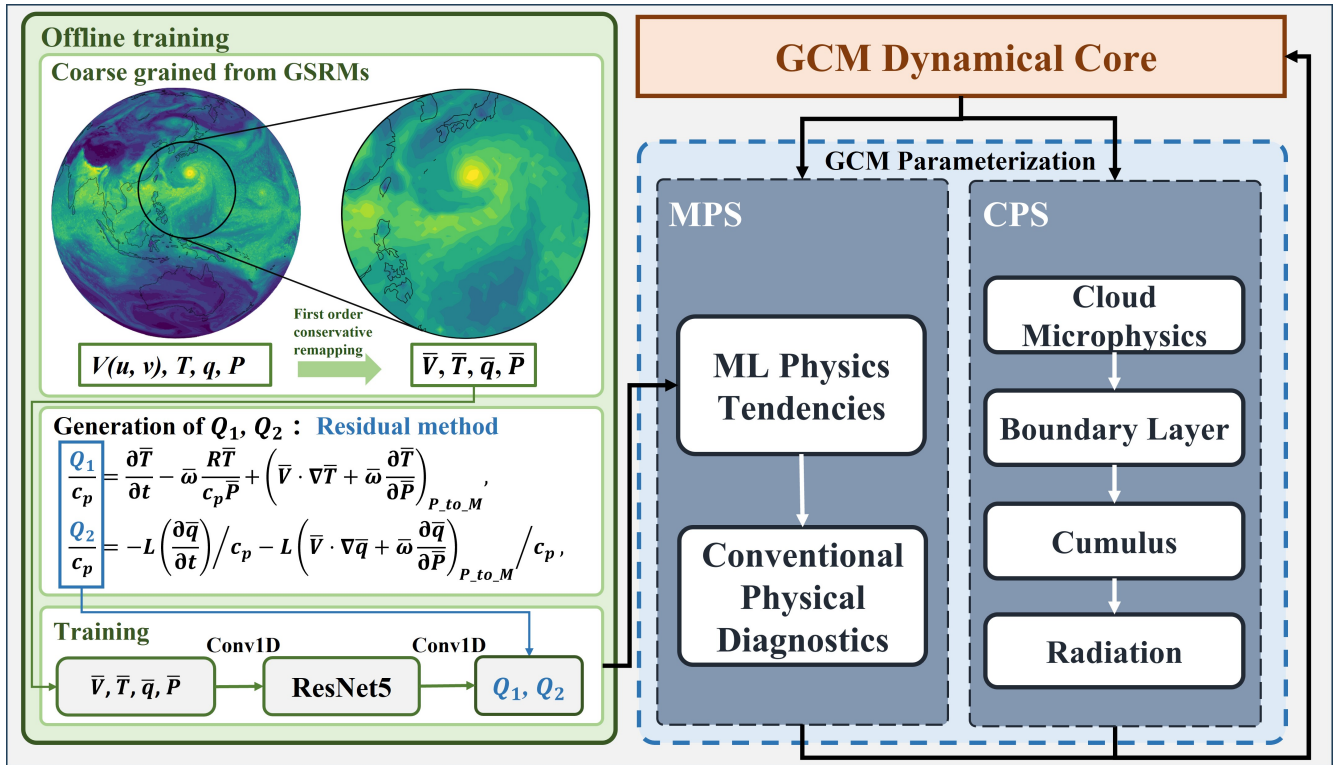 Offline training
Coarse grained from GSRMs
First order
conservative
remapping
V(u, v), T, q, P
V̅, T̅, q̅, P̅
Generation of Q₁, Q₂ : Residual method
Q₁/cₚ = ∂T̅/∂t − ω̅ RT̅/cₚP̅ + (V̅ · ∇T̅ + ω̅ ∂T̅/∂P̅)P_to_M,
Q₂/cₚ = −L(∂q̅/∂t)/cₚ − L(V̅ · ∇q̅ + ω̅ ∂q̅/∂P̅)P_to_M/cₚ,
Training
Conv1D
Conv1D
V̅, T̅, q̅, P̅
ResNet5
Q₁, Q₂
GCM Dynamical Core
GCM Parameterization
MPS
ML Physics
Tendencies
Conventional
Physical
Diagnostics
CPS
Cloud
Microphysics
Boundary Layer
Cumulus
Radiation